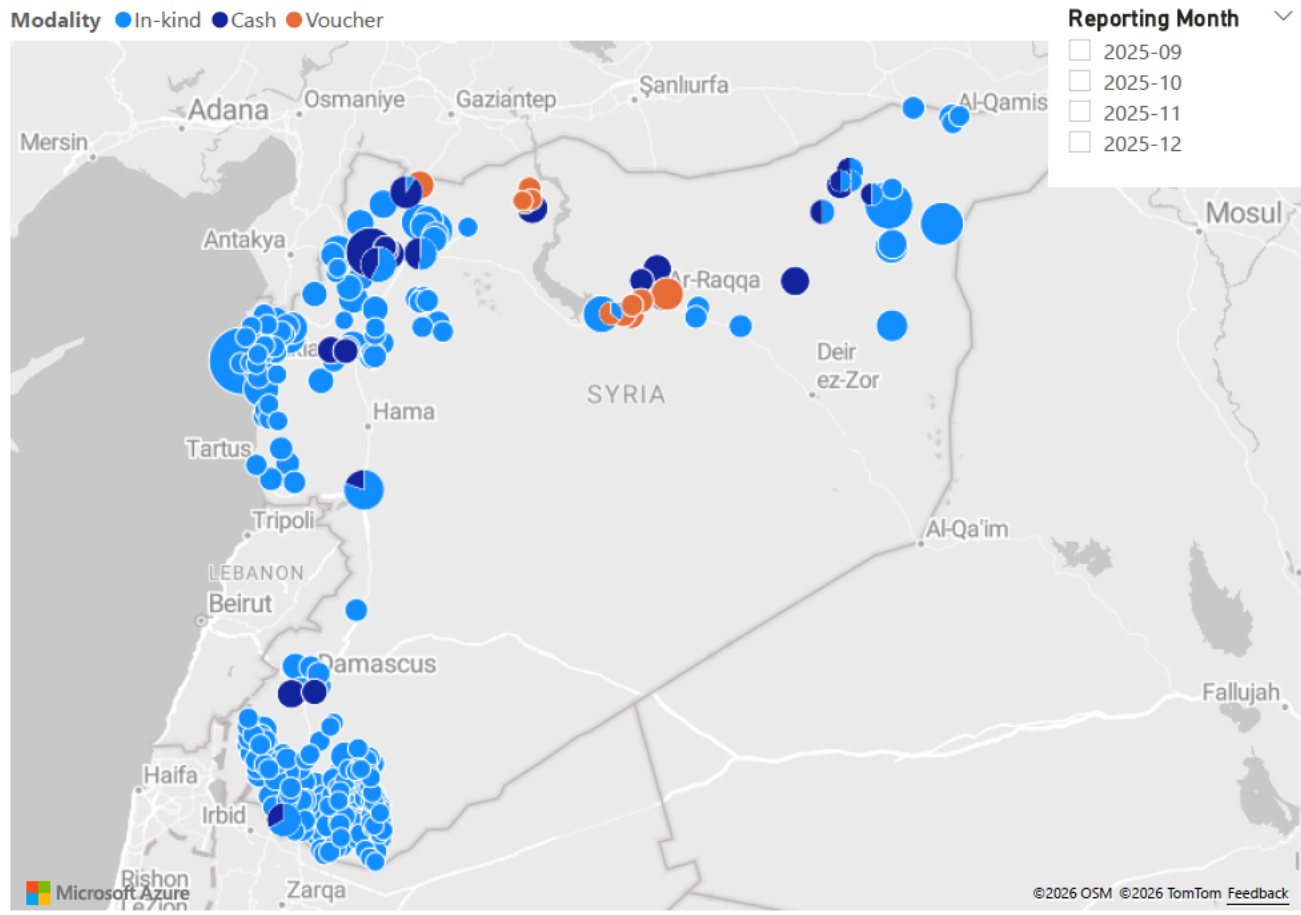 Modality In-kind Cash Voucher
Reporting Month
2025-09
2025-10
2025-11
2025-12
Adana
Osmaniye
Gaziantep
Şanlıurfa
Al-Qamis
Mersin
Mosul
Antakya
Ar-Raqqa
Deir
ez-Zor
SYRIA
Hama
Tartus
Tripoli
Al-Qa'im
LEBANON
Beirut
Damascus
Fallujah
Haifa
Irbid
Rishon
LeZion
Zarqa
Microsoft Azure
©2026 OSM ©2026 TomTom Feedback